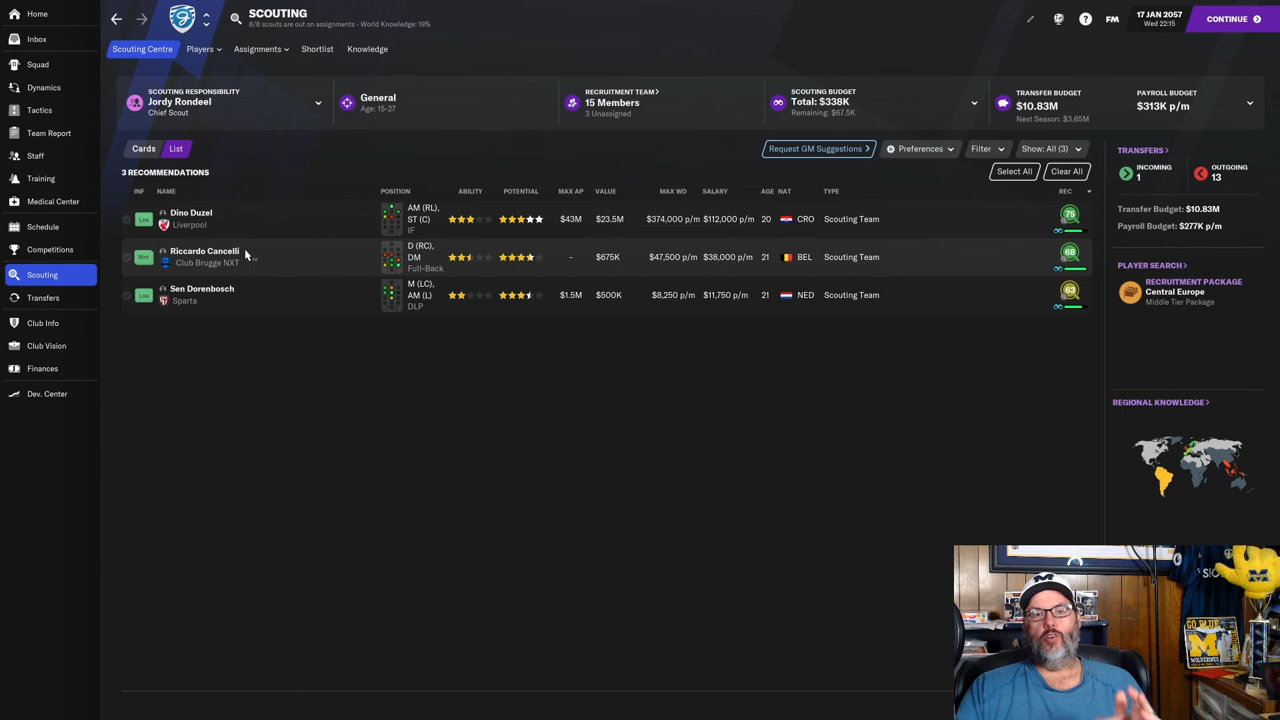 Home
SCOUTING
8/8 scouts are out on assignments - World Knowledge: 19%
FM
17 JAN 2057
Wed 22:15
CONTINUE
Inbox
Squad
Dynamics
Tactics
Team Report
Staff
Training
Medical Center
Schedule
Competitions
Scouting
Transfers
Club Info
Club Vision
Finances
Dev. Center
Scouting Centre
Players
Assignments
Shortlist
Knowledge
SCOUTING RESPONSIBILITY
Jordy Rondeel
Chief Scout
General
Age: 15-27
RECRUITMENT TEAM
15 Members
3 Unassigned
SCOUTING BUDGET
Total: $338K
Remaining: $67.5K
TRANSFER BUDGET
$10.83M
Next Season: $3.65M
PAYROLL BUDGET
$313K p/m
Cards
List
Request GM Suggestions
Preferences
Filter
Show: All (3)
3 RECOMMENDATIONS
Select All
Clear All
INF NAME POSITION ABILITY POTENTIAL MAX AP VALUE MAX WD SALARY AGE NAT TYPE REC
Lna Dino Duzel Liverpool
AM (RL), ST (C) IF
$43M $23.5M $374,000 p/m $112,000 p/m 20 CRO Scouting Team 75
Wnt Riccardo Cancelli Club Brugge NXT
D (RC), DM Full-Back
- $675K $47,500 p/m $38,000 p/m 21 BEL Scouting Team 68
Lna Sen Dorenbosch Sparta
M (LC), AM (L) DLP
$1.5M $500K $8,250 p/m $11,750 p/m 21 NED Scouting Team 63
TRANSFERS
INCOMING
1
OUTGOING
13
Transfer Budget: $10.83M
Payroll Budget: $277K p/m
PLAYER SEARCH
RECRUITMENT PACKAGE
Central Europe
Middle Tier Package
REGIONAL KNOWLEDGE
GO BLUE
M
WOLVERINES